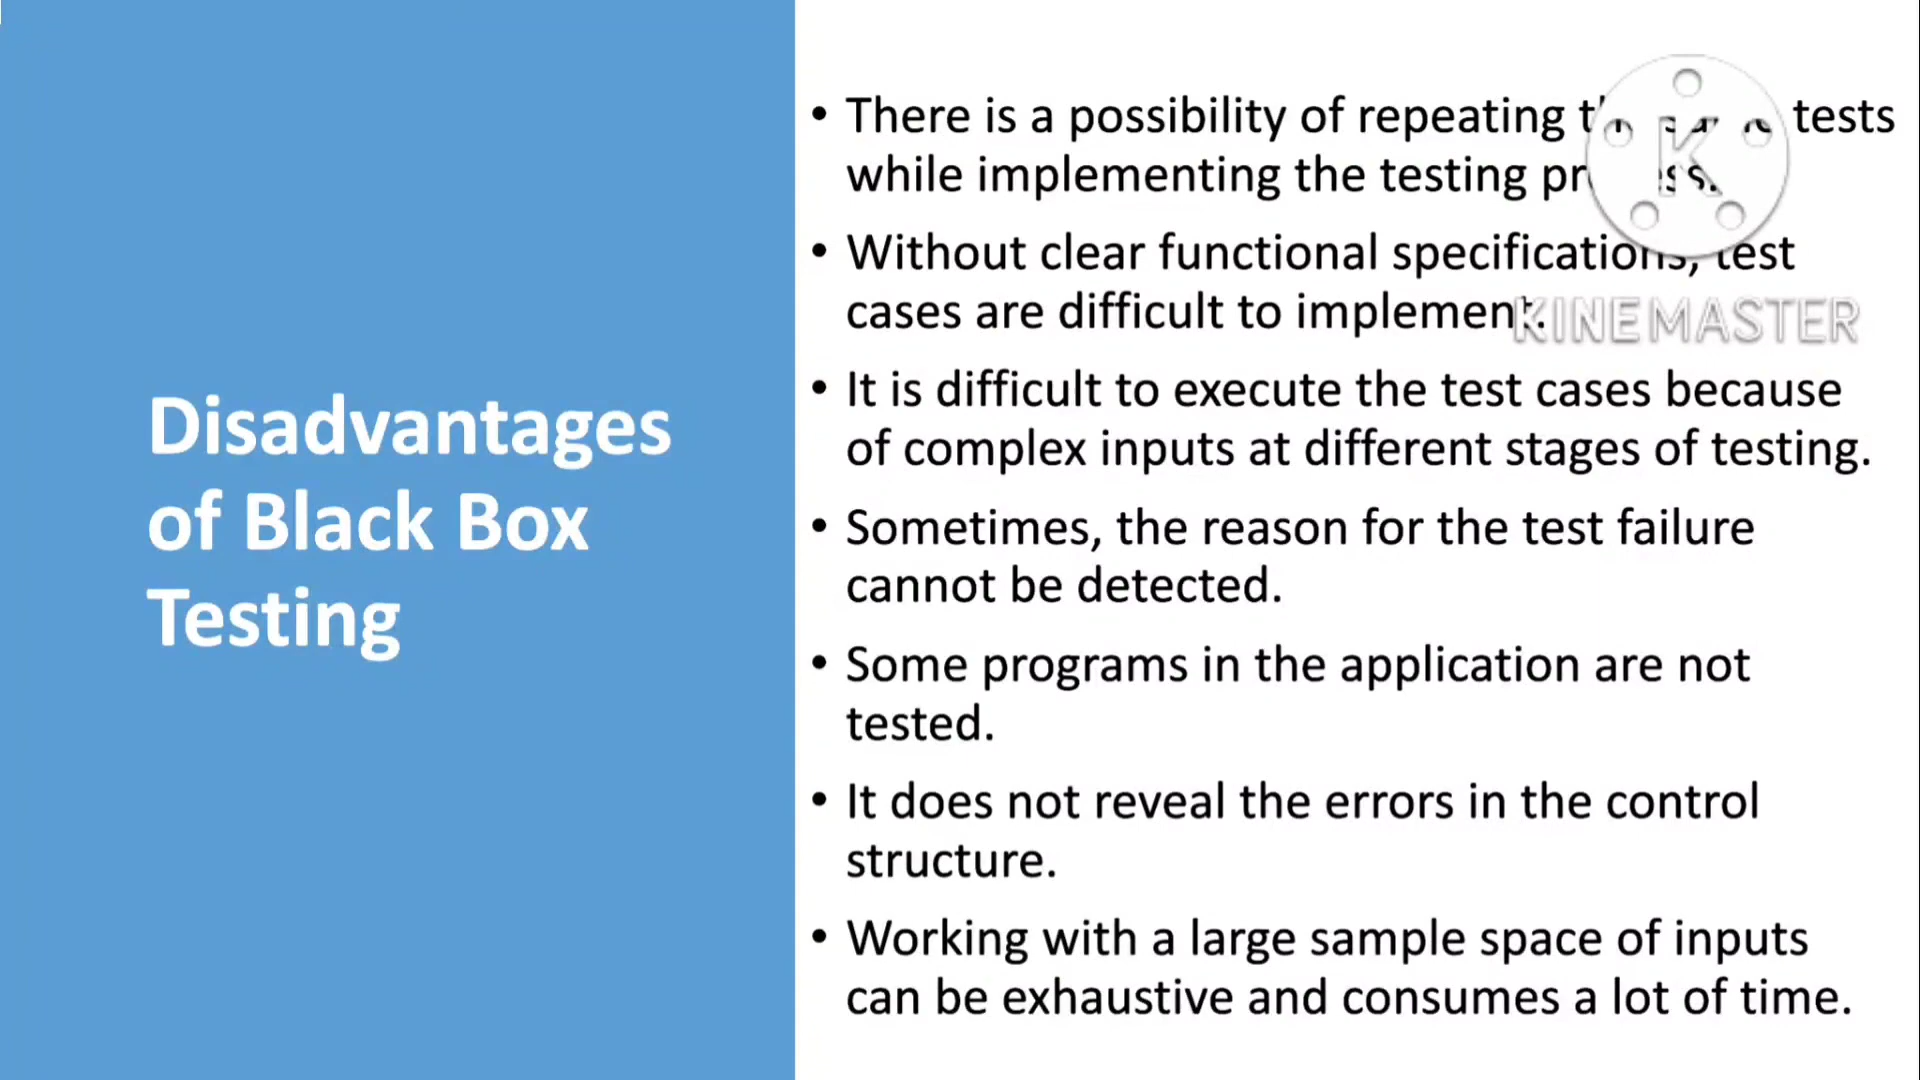 Disadvantages
of Black Box
Testing
• There is a possibility of repeating tests
while implementing the testing process.
• Without clear functional specifications, test
cases are difficult to implement.
KINEMASTER
• It is difficult to execute the test cases because
of complex inputs at different stages of testing.
• Sometimes, the reason for the test failure
cannot be detected.
• Some programs in the application are not
tested.
• It does not reveal the errors in the control
structure.
• Working with a large sample space of inputs
can be exhaustive and consumes a lot of time.